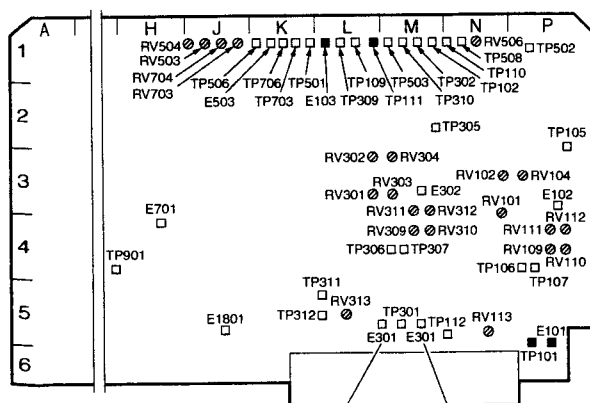 A H J K L M N P
1 RV504 RV506 TP502
RV503 TP508
RV704 TP506 TP706 TP501 TP109 TP503 TP302 TP110
RV703 E503 TP703 E103 TP309 TP111 TP310 TP102
2 TP305 TP105
RV302 RV304
3 RV303 RV102 RV104
RV301 E302 RV101 E102
E701 RV311 RV312 RV112
4 RV309 RV310 RV111
TP306 TP307 RV109 RV110
TP901 TP106 TP107
TP311
5 TP312 RV313 TP301 TP112 RV113 E101
E1801 E301 E301 TP101
6